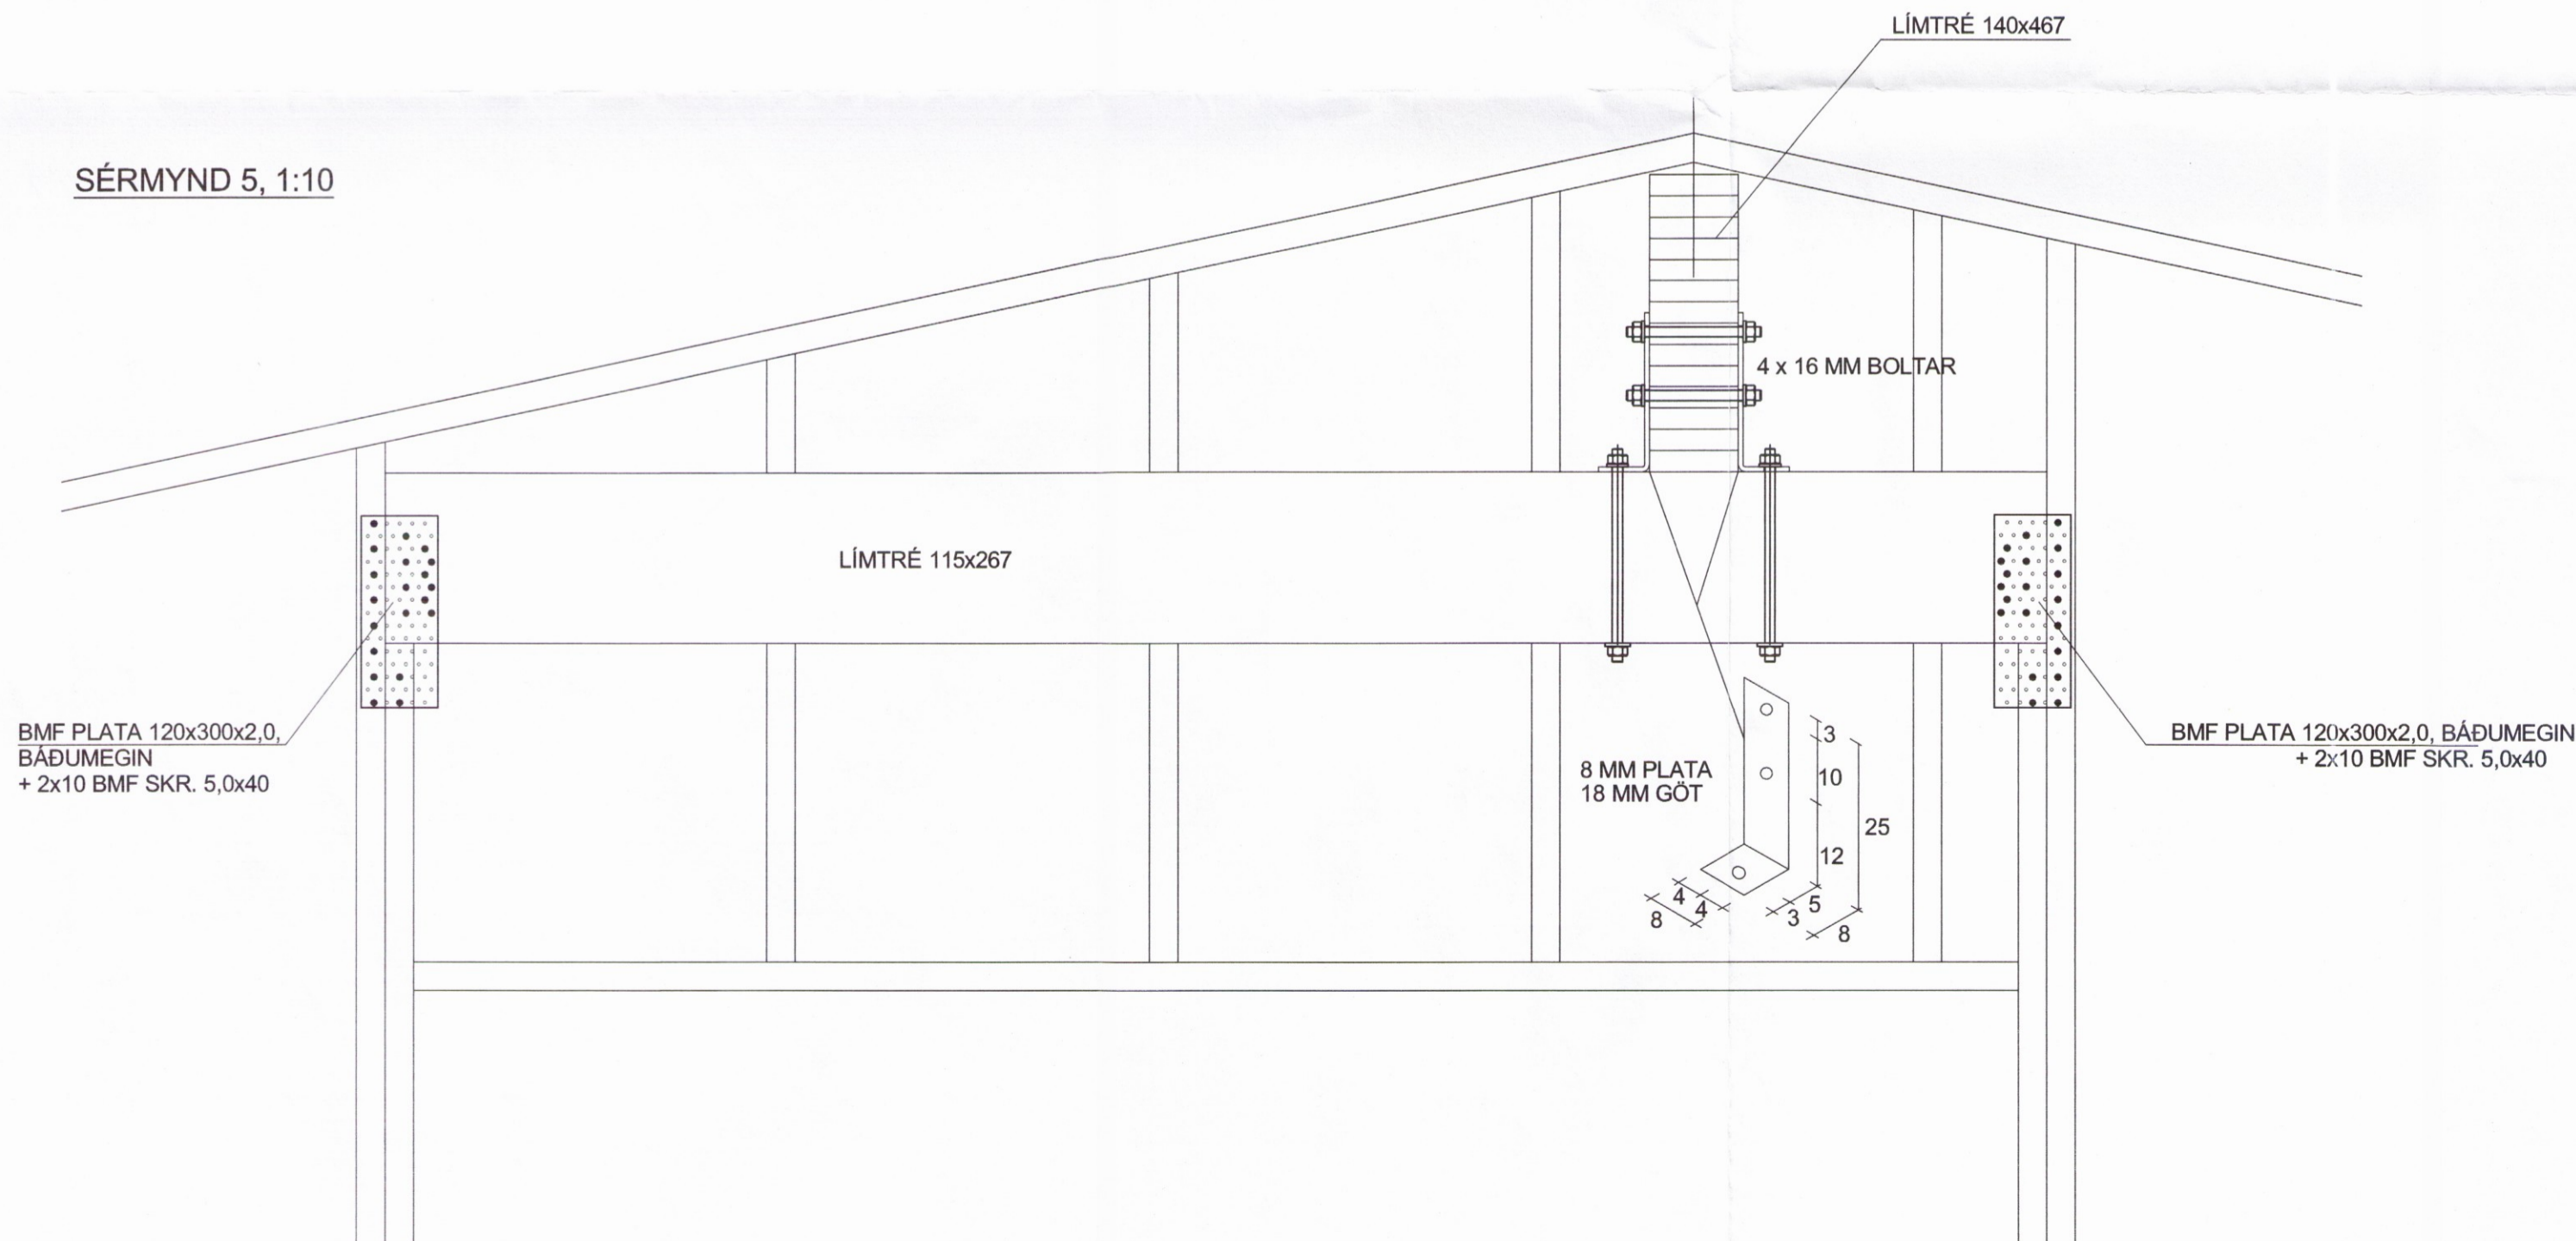 LÍMTRÉ 140x467
SÉRMYND 5, 1:10
4 x 16 MM BOLTAR
LÍMTRÉ 115x267
BMF PLATA 120x300x2,0,
BÁÐUMEGIN
+ 2x10 BMF SKR. 5,0x40
BMF PLATA 120x300x2,0, BÁÐUMEGIN
+ 2x10 BMF SKR. 5,0x40
8 MM PLATA
18 MM GÖT
3
10
25
12
4
4
8
5
3
8